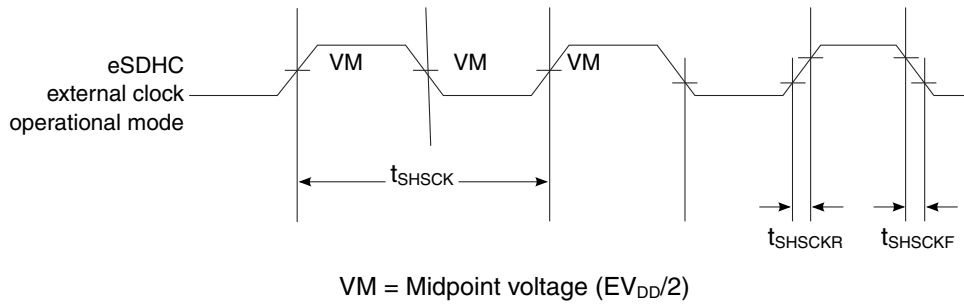 VM VM VM
eSDHC
external clock
operational mode
tSHSCK
tSHSCKR tSHSCKF
VM = Midpoint voltage (EVDD/2)